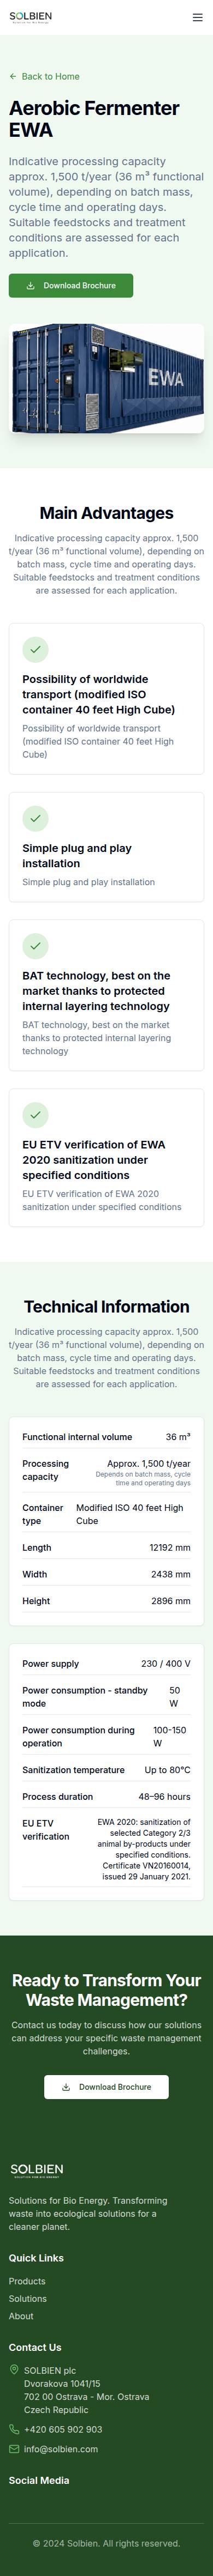 SOLBIEN
Back to Home
Aerobic Fermenter
EWA
Indicative processing capacity
approx. 1,500 t/year (36 m³ functional
volume), depending on batch mass,
cycle time and operating days.
Suitable feedstocks and treatment
conditions are assessed for each
application.
Download Brochure
EWA
Main Advantages
Indicative processing capacity approx. 1,500
t/year (36 m³ functional volume), depending on
batch mass, cycle time and operating days.
Suitable feedstocks and treatment conditions
are assessed for each application.
Possibility of worldwide
transport (modified ISO
container 40 feet High Cube)
Possibility of worldwide transport
(modified ISO container 40 feet High
Cube)
Simple plug and play
installation
Simple plug and play installation
BAT technology, best on the
market thanks to protected
internal layering technology
BAT technology, best on the market
thanks to protected internal layering
technology
EU ETV verification of EWA
2020 sanitization under
specified conditions
EU ETV verification of EWA 2020
sanitization under specified conditions
Technical Information
Indicative processing capacity approx. 1,500
t/year (36 m³ functional volume), depending on
batch mass, cycle time and operating days.
Suitable feedstocks and treatment conditions
are assessed for each application.
Functional internal volume 36 m³
Processing capacity Approx. 1,500 t/year
Depends on batch mass, cycle
time and operating days
Container type Modified ISO 40 feet High
Cube
Length 12192 mm
Width 2438 mm
Height 2896 mm
Power supply 230 / 400 V
Power consumption - standby mode 50 W
Power consumption during operation 100-150 W
Sanitization temperature Up to 80°C
Process duration 48–96 hours
EU ETV verification EWA 2020: sanitization of
selected Category 2/3
animal by-products under
specified conditions.
Certificate VN20160014,
issued 29 January 2021.
Ready to Transform Your
Waste Management?
Contact us today to discuss how our solutions
can address your specific waste management
challenges.
Download Brochure
SOLBIEN
SOLUTIONS FOR BIO ENERGY
Solutions for Bio Energy. Transforming
waste into ecological solutions for a
cleaner planet.
Quick Links
Products
Solutions
About
Contact Us
SOLBIEN plc
Dvorakova 1041/15
702 00 Ostrava - Mor. Ostrava
Czech Republic
+420 605 902 903
info@solbien.com
Social Media
© 2024 Solbien. All rights reserved.